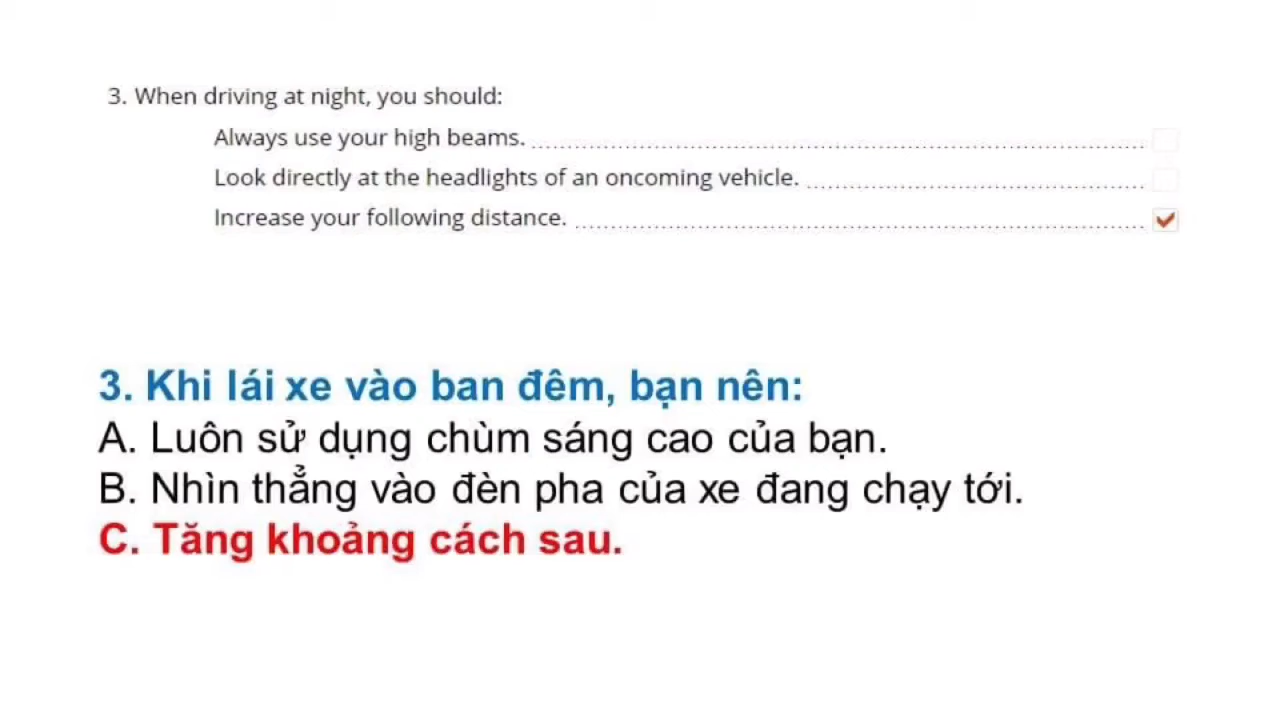 3. When driving at night, you should:
Always use your high beams.
Look directly at the headlights of an oncoming vehicle.
Increase your following distance.
3. Khi lái xe vào ban đêm, bạn nên:
A. Luôn sử dụng chùm sáng cao của bạn.
B. Nhìn thẳng vào đèn pha của xe đang chạy tới.
C. Tăng khoảng cách sau.